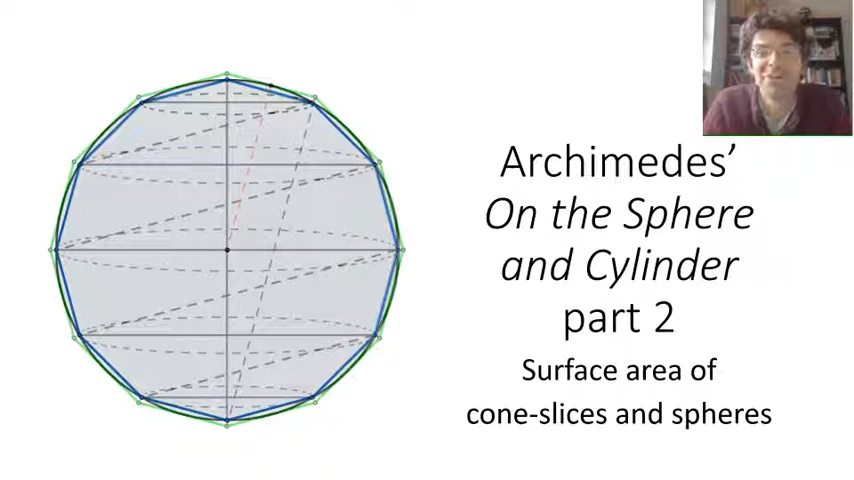 Archimedes’
On the Sphere
and Cylinder
part 2
Surface area of
cone-slices and spheres